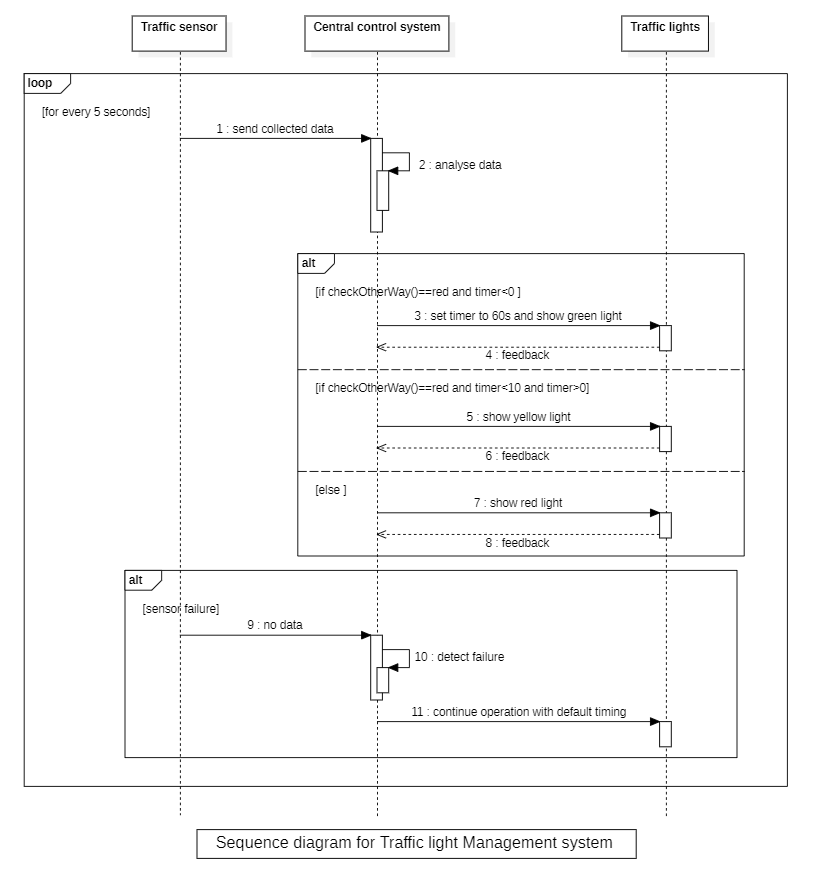 Traffic sensor
Central control system
Traffic lights
loop
[for every 5 seconds]
1 : send collected data
2 : analyse data
alt
[if checkOtherWay()==red and timer<0 ]
3 : set timer to 60s and show green light
4 : feedback
[if checkOtherWay()==red and timer<10 and timer>0]
5 : show yellow light
6 : feedback
[else ]
7 : show red light
8 : feedback
alt
[sensor failure]
9 : no data
10 : detect failure
11 : continue operation with default timing
Sequence diagram for Traffic light Management system